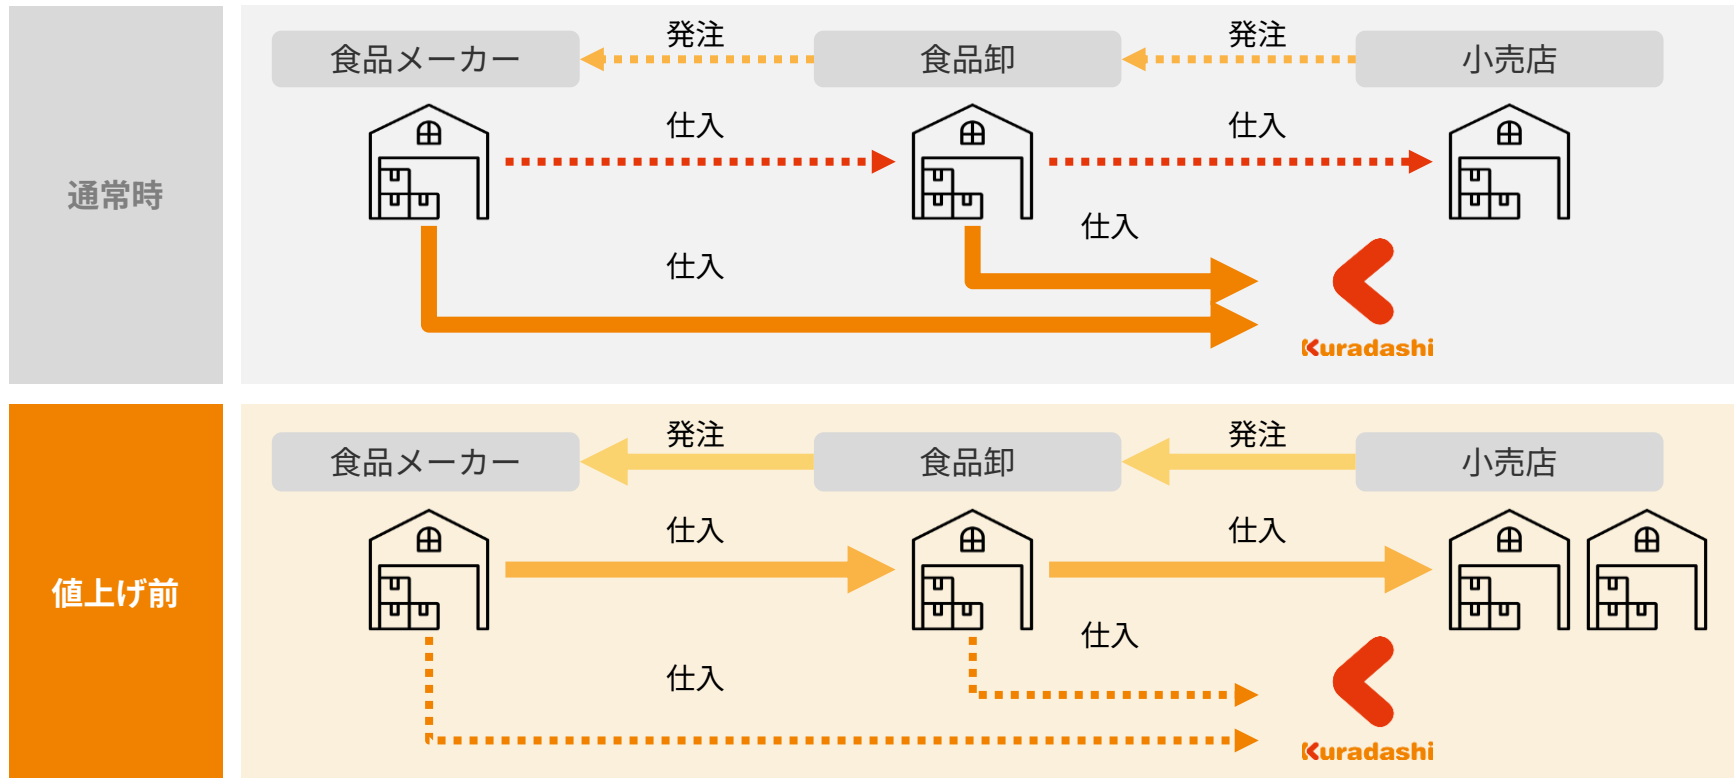 通常時
食品メーカー
発注
食品卸
発注
小売店
仕入
仕入
仕入
仕入
Kuradashi
値上げ前
食品メーカー
発注
食品卸
発注
小売店
仕入
仕入
仕入
仕入
Kuradashi